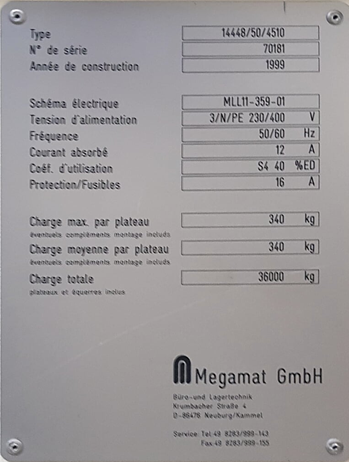 Type 14448/50/4510
N° de série 70181
Année de construction 1999
Schéma électrique MLL11-359-01
Tension d'alimentation 3/N/PE 230/400 V
Fréquence 50/60 Hz
Courant absorbé 12 A
Coéf. d'utilisation S4 40 %ED
Protection/Fusibles 16 A
Charge max. par plateau 340 kg
éventuels compléments montage includs
Charge moyenne par plateau 340 kg
éventuels compléments montage includs
Charge totale 36000 kg
plateaux et équerres inclus
Megamat GmbH
Büro-und Lagertechnik
Krumbacher Straße 4
D-86476 Neuburg/Kammel
Service: Tel:49 8283/999-143
Fax:49 8283/999-155